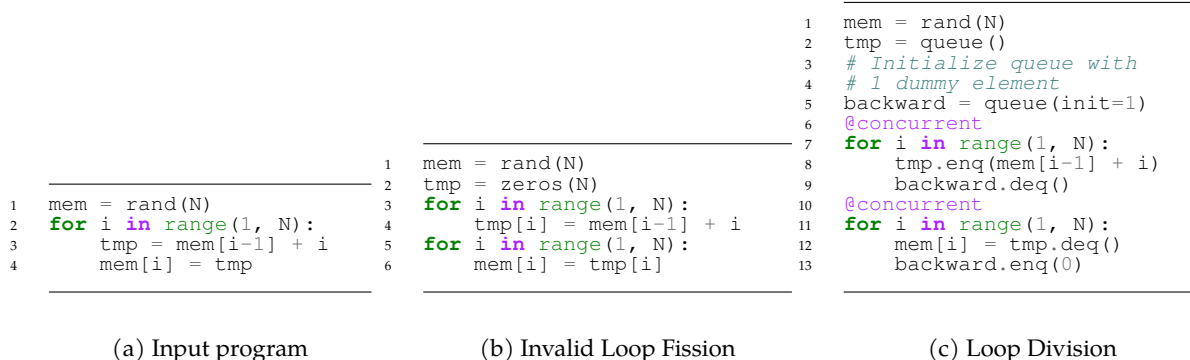 1 mem = rand(N)
2 for i in range(1, N):
3 tmp = mem[i-1] + i
4 mem[i] = tmp
(a) Input program
1 mem = rand(N)
2 tmp = zeros(N)
3 for i in range(1, N):
4 tmp[i] = mem[i-1] + i
5 for i in range(1, N):
6 mem[i] = tmp[i]
(b) Invalid Loop Fission
1 mem = rand(N)
2 tmp = queue()
3 # Initialize queue with
4 # 1 dummy element
5 backward = queue(init=1)
6 @concurrent
7 for i in range(1, N):
8 tmp.enq(mem[i-1] + i)
9 backward.deq()
10 @concurrent
11 for i in range(1, N):
12 mem[i] = tmp.deq()
13 backward.enq(0)
(c) Loop Division